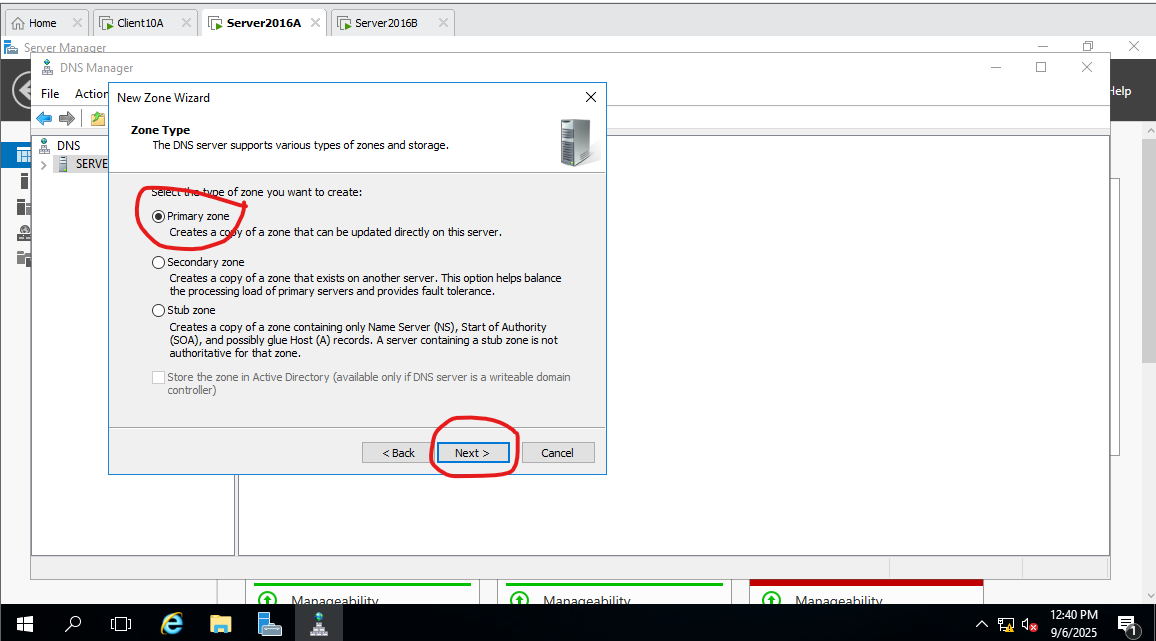 Home
Client10A
Server2016A
Server2016B
Server Manager
DNS Manager
Help
File Action
New Zone Wizard
Zone Type
The DNS server supports various types of zones and storage.
DNS
SERVE
Select the type of zone you want to create:
Primary zone
Creates a copy of a zone that can be updated directly on this server.
Secondary zone
Creates a copy of a zone that exists on another server. This option helps balance
the processing load of primary servers and provides fault tolerance.
Stub zone
Creates a copy of a zone containing only Name Server (NS), Start of Authority
(SOA), and possibly glue Host (A) records. A server containing a stub zone is not
authoritative for that zone.
Store the zone in Active Directory (available only if DNS server is a writeable domain
controller)
< Back
Next >
Cancel
Manageability
Manageability
Manageability
12:40 PM
9/6/2025
1